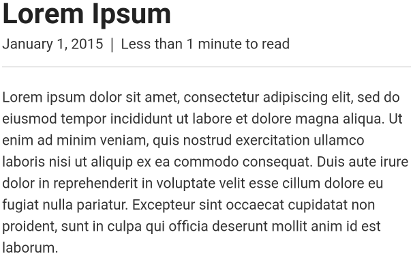 Lorem Ipsum
January 1, 2015 | Less than 1 minute to read
Lorem ipsum dolor sit amet, consectetur adipiscing elit, sed do
eiusmod tempor incididunt ut labore et dolore magna aliqua. Ut
enim ad minim veniam, quis nostrud exercitation ullamco
laboris nisi ut aliquip ex ea commodo consequat. Duis aute irure
dolor in reprehenderit in voluptate velit esse cillum dolore eu
fugiat nulla pariatur. Excepteur sint occaecat cupidatat non
proident, sunt in culpa qui officia deserunt mollit anim id est
laborum.